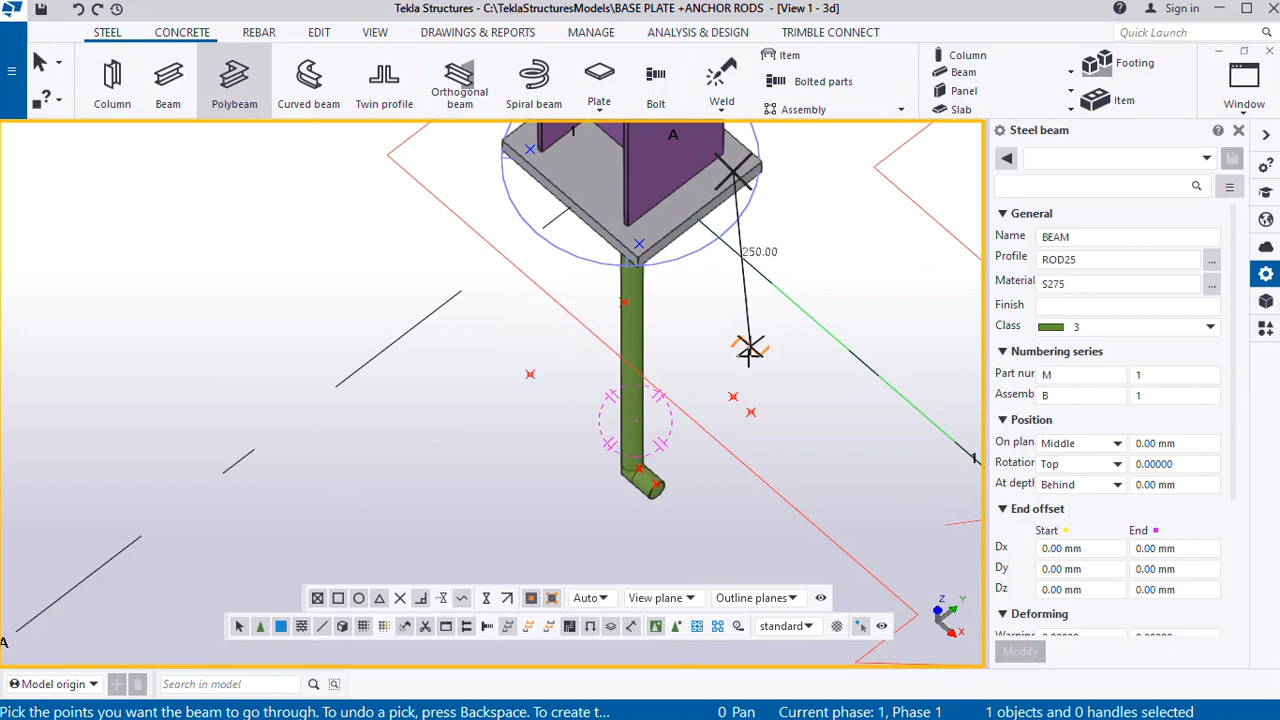 Tekla Structures - C:\TeklaStructuresModels\BASE PLATE +ANCHOR RODS - [View 1 - 3d]
Sign in
STEEL CONCRETE REBAR EDIT VIEW DRAWINGS & REPORTS MANAGE ANALYSIS & DESIGN TRIMBLE CONNECT
Quick Launch
Column
Beam
Polybeam
Curved beam
Twin profile
Orthogonal
beam
Spiral beam
Plate
Bolt
Weld
Item
Bolted parts
Assembly
Column
Beam
Panel
Slab
Footing
Item
Window
1
A
250.00
1
A
Z
Y
X
Steel beam
General
Name BEAM
Profile ROD25 ...
Material S275 ...
Finish
Class 3
Numbering series
Part nur M 1
Assemb B 1
Position
On plan Middle 0.00 mm
Rotation Top 0.00000
At depth Behind 0.00 mm
End offset
Start End
Dx 0.00 mm 0.00 mm
Dy 0.00 mm 0.00 mm
Dz 0.00 mm 0.00 mm
Deforming
Modify
Auto View plane Outline planes
standard
Model origin
Search in model
Pick the points you want the beam to go through. To undo a pick, press Backspace. To create t...
0 Pan
Current phase: 1, Phase 1
1 objects and 0 handles selected